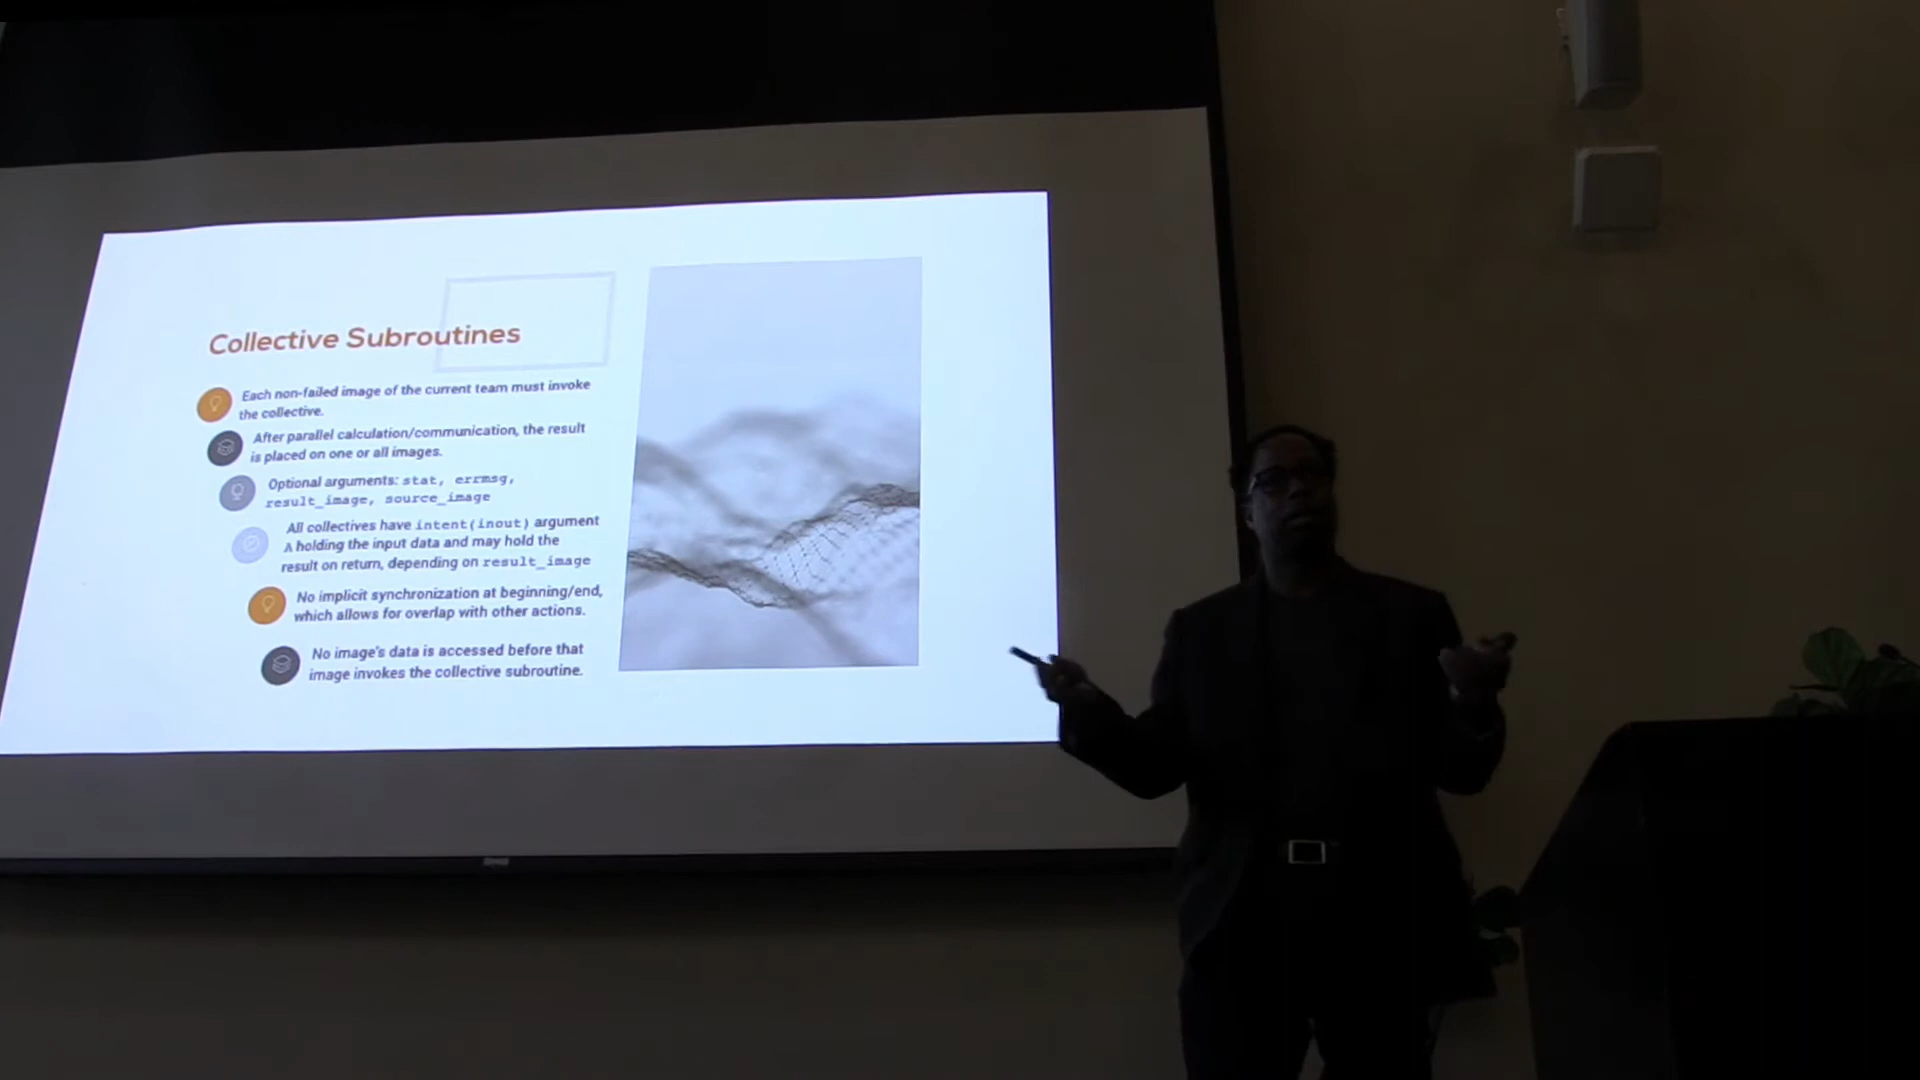 Collective Subroutines
Each non-failed image of the current team must invoke
the collective.
After parallel calculation/communication, the result
is placed on one or all images.
Optional arguments: stat, errmsg,
result_image, source_image
All collectives have intent(inout) argument
A holding the input data and may hold the
result on return, depending on result_image
No implicit synchronization at beginning/end,
which allows for overlap with other actions.
No image's data is accessed before that
image invokes the collective subroutine.